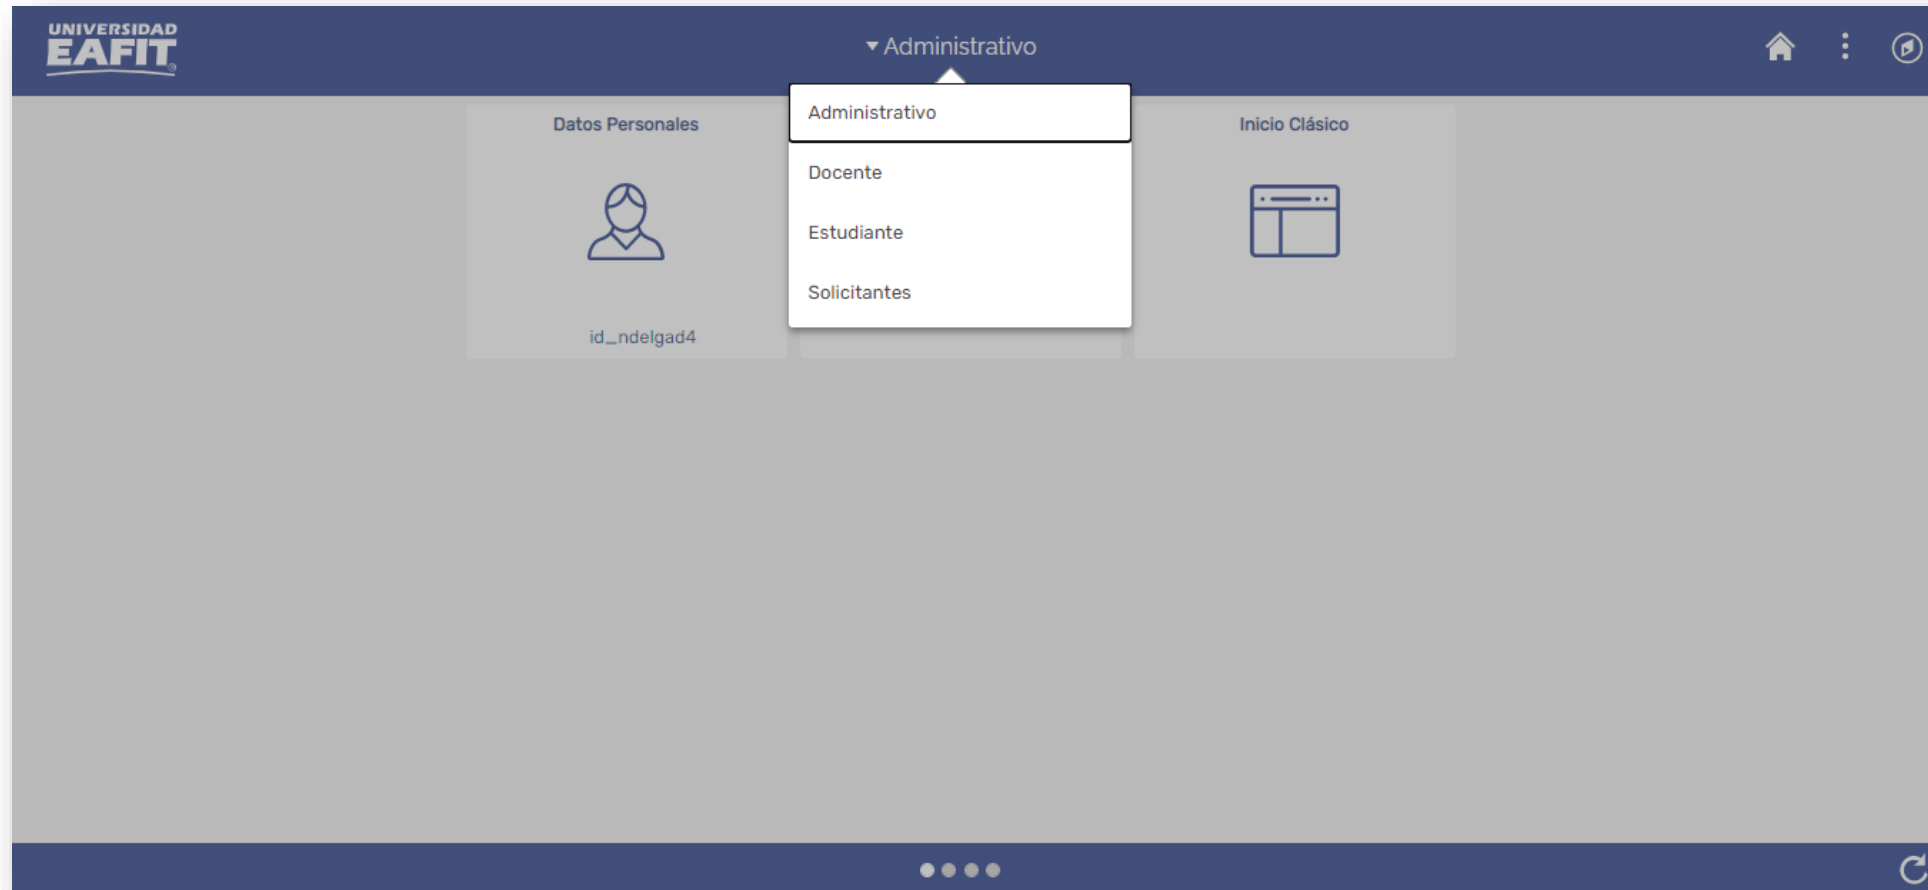 UNIVERSIDAD
EAFIT
Administrativo
Administrativo
Docente
Estudiante
Solicitantes
Datos Personales
id_ndelgad4
Inicio Clásico